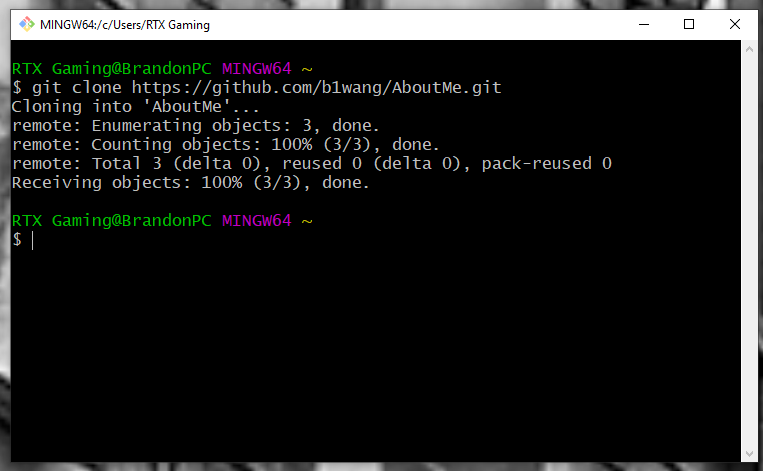 MINGW64:/c/Users/RTX Gaming
RTX Gaming@BrandonPC MINGW64 ~
$ git clone https://github.com/b1wang/AboutMe.git
Cloning into 'AboutMe'...
remote: Enumerating objects: 3, done.
remote: Counting objects: 100% (3/3), done.
remote: Total 3 (delta 0), reused 0 (delta 0), pack-reused 0
Receiving objects: 100% (3/3), done.
RTX Gaming@BrandonPC MINGW64 ~
$